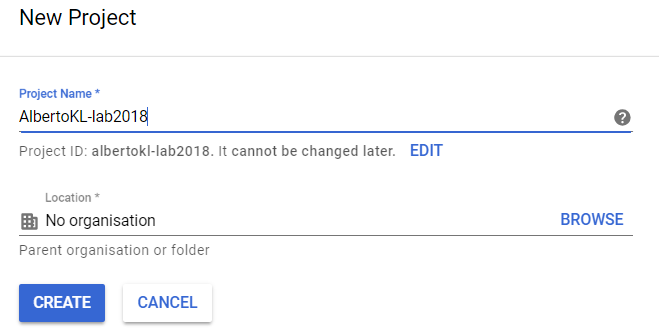 New Project
Project Name *
AlbertoKL-lab2018
Project ID: albertokl-lab2018. It cannot be changed later. EDIT
Location *
No organisation BROWSE
Parent organisation or folder
CREATE CANCEL